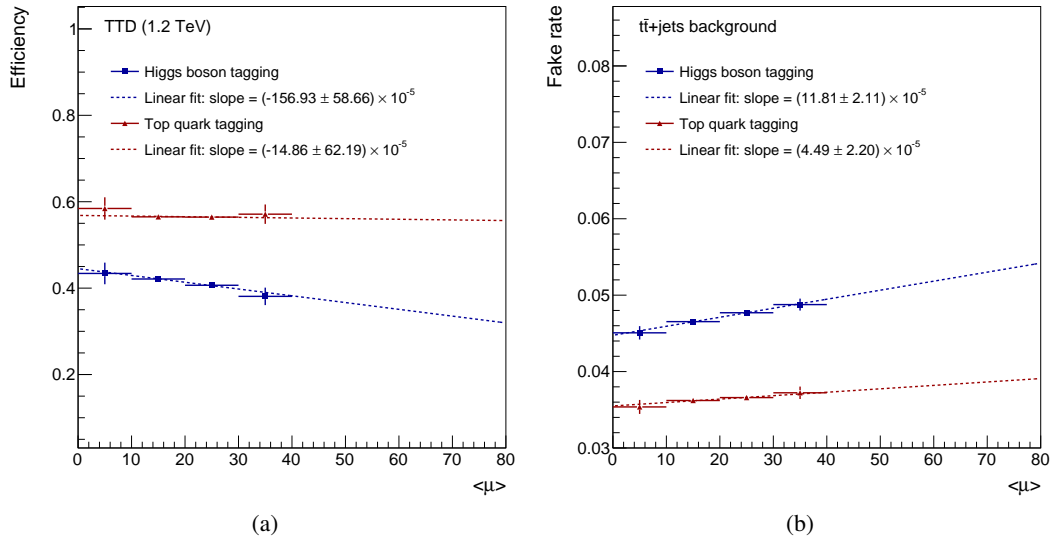 Efficiency
1
0.8
0.6
0.4
0.2
TTD (1.2 TeV)
Higgs boson tagging
Linear fit: slope = (-156.93 ± 58.66) × 10⁻⁵
Top quark tagging
Linear fit: slope = (-14.86 ± 62.19) × 10⁻⁵
0 10 20 30 40 50 60 70 80
<μ>
(a)
Fake rate
0.08
0.07
0.06
0.05
0.04
0.03
tt̄+jets background
Higgs boson tagging
Linear fit: slope = (11.81 ± 2.11) × 10⁻⁵
Top quark tagging
Linear fit: slope = (4.49 ± 2.20) × 10⁻⁵
0 10 20 30 40 50 60 70 80
<μ>
(b)